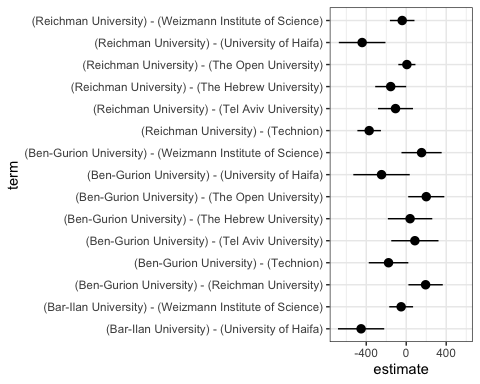 (Reichman University) - (Weizmann Institute of Science)
(Reichman University) - (University of Haifa)
(Reichman University) - (The Open University)
(Reichman University) - (The Hebrew University)
(Reichman University) - (Tel Aviv University)
(Reichman University) - (Technion)
(Ben-Gurion University) - (Weizmann Institute of Science)
(Ben-Gurion University) - (University of Haifa)
(Ben-Gurion University) - (The Open University)
(Ben-Gurion University) - (The Hebrew University)
(Ben-Gurion University) - (Tel Aviv University)
(Ben-Gurion University) - (Technion)
(Ben-Gurion University) - (Reichman University)
(Bar-Ilan University) - (Weizmann Institute of Science)
(Bar-Ilan University) - (University of Haifa)
term
-400 0 400
estimate